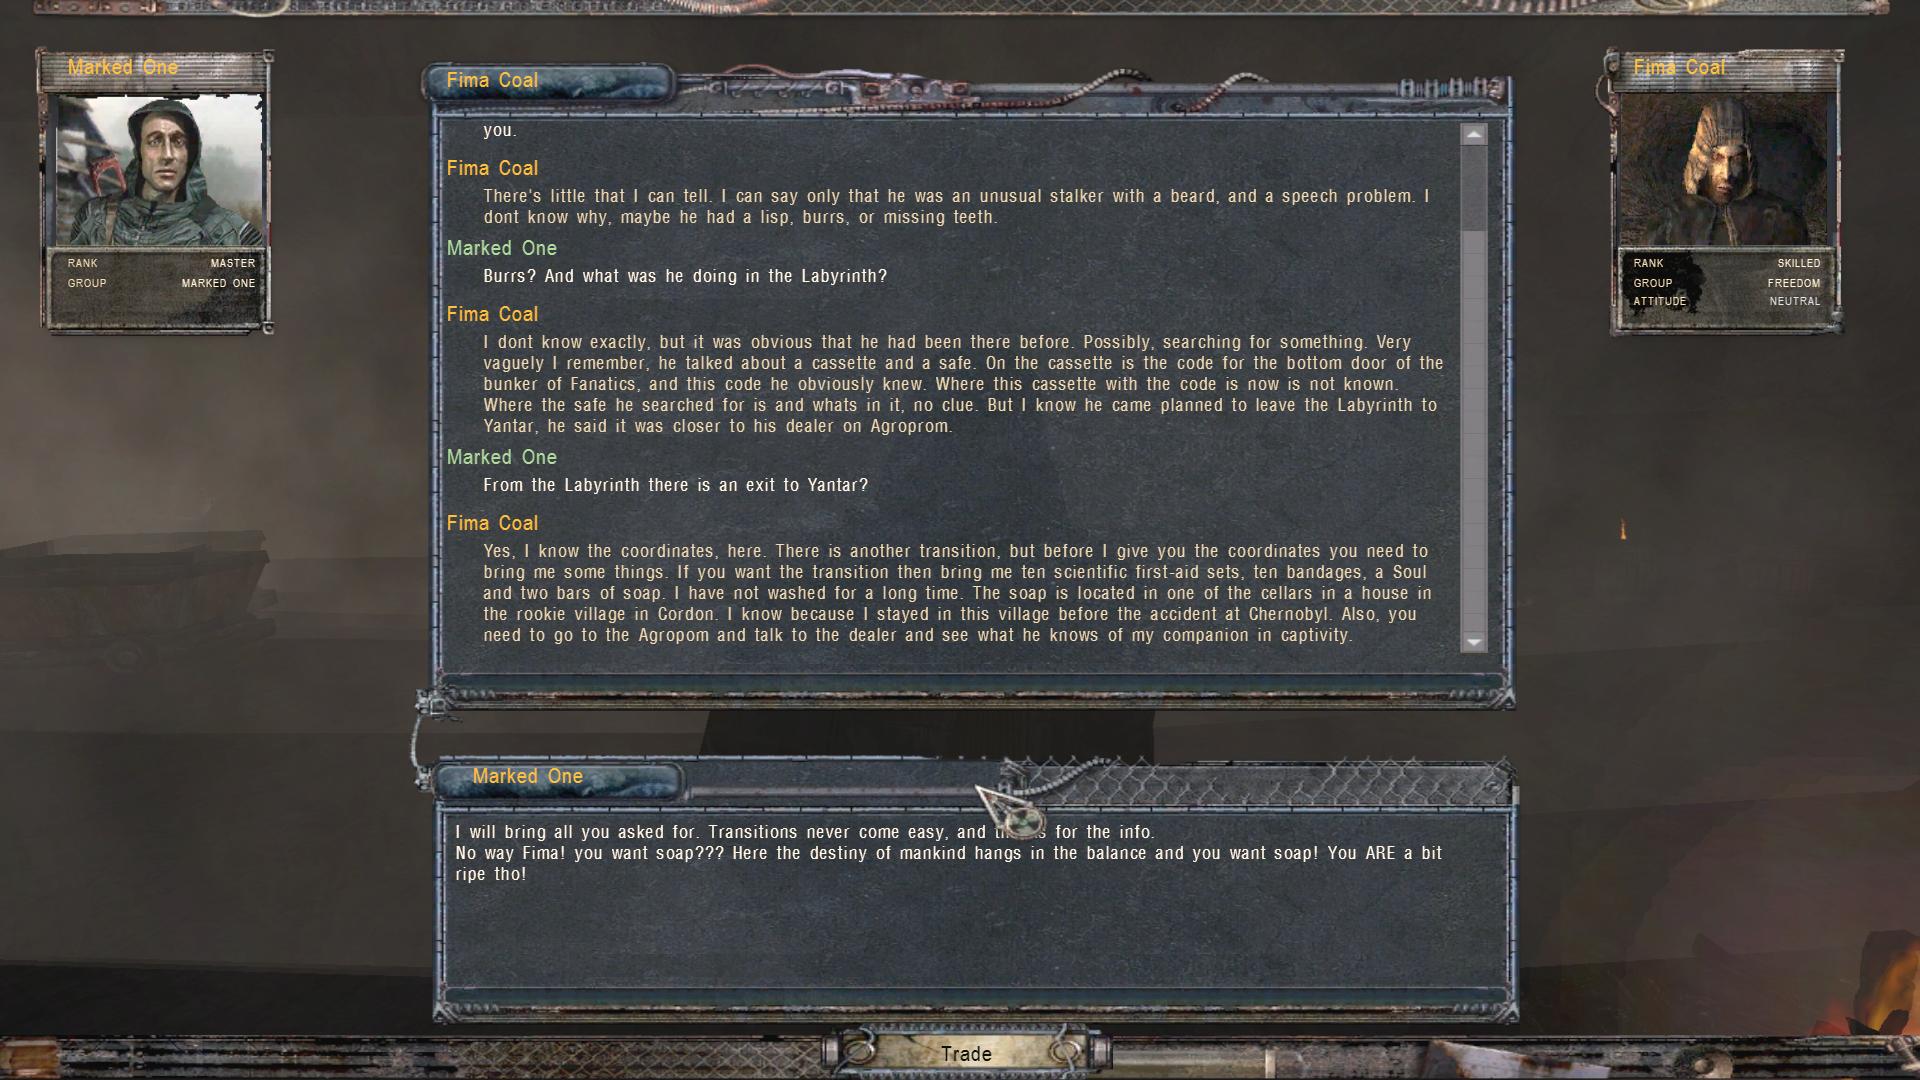 Marked One
RANK MASTER
GROUP MARKED ONE
Fima Coal
you.
Fima Coal
There's little that I can tell. I can say only that he was an unusual stalker with a beard, and a speech problem. I
dont know why, maybe he had a lisp, burrs, or missing teeth.
Marked One
Burrs? And what was he doing in the Labyrinth?
Fima Coal
I dont know exactly, but it was obvious that he had been there before. Possibly, searching for something. Very
vaguely I remember, he talked about a cassette and a safe. On the cassette is the code for the bottom door of the
bunker of Fanatics, and this code he obviously knew. Where this cassette with the code is now is not known.
Where the safe he searched for is and whats in it, no clue. But I know he came planned to leave the Labyrinth to
Yantar, he said it was closer to his dealer on Agroprom.
Marked One
From the Labyrinth there is an exit to Yantar?
Fima Coal
Yes, I know the coordinates, here. There is another transition, but before I give you the coordinates you need to
bring me some things. If you want the transition then bring me ten scientific first-aid sets, ten bandages, a Soul
and two bars of soap. I have not washed for a long time. The soap is located in one of the cellars in a house in
the rookie village in Cordon. I know because I stayed in this village before the accident at Chernobyl. Also, you
need to go to the Agropom and talk to the dealer and see what he knows of my companion in captivity.
Fima Coal
RANK SKILLED
GROUP FREEDOM
ATTITUDE NEUTRAL
Marked One
I will bring all you asked for. Transitions never come easy, and for the info.
No way Fima! you want soap??? Here the destiny of mankind hangs in the balance and you want soap! You ARE a bit
ripe tho!
Trade